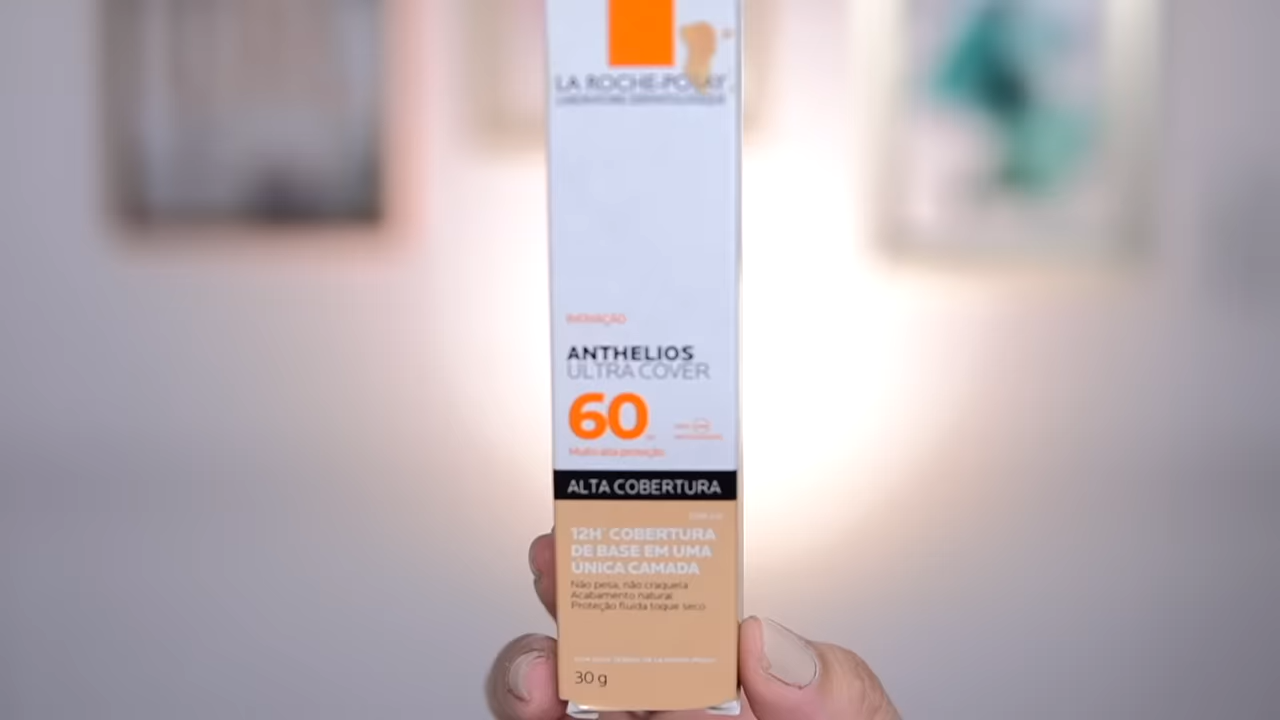 LA ROCHE-POSAY
LABORATOIRE DERMATOLOGIQUE
INOVAÇÃO
ANTHELIOS
ULTRA COVER
60
Muito alta proteção
ALTA COBERTURA
12H* COBERTURA
DE BASE EM UMA
ÚNICA CAMADA
Não pesa, não craquela
Acabamento natural
Proteção fluida toque seco
30 g